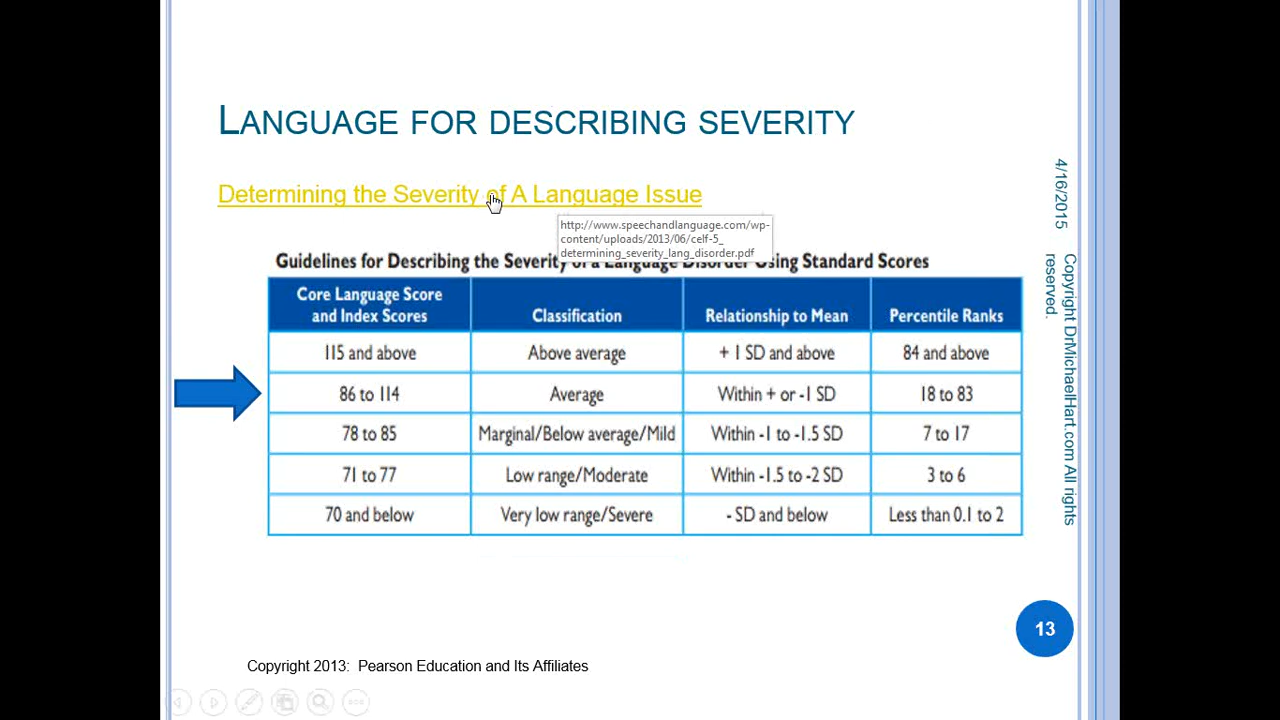 LANGUAGE FOR DESCRIBING SEVERITY
Determining the Severity of A Language Issue
http://www.speechandlanguage.com/wp-
content/uploads/2013/06/celf-5_
determining_severity_lang_disorder.pdf
Guidelines for Describing the Severity of a Language Disorder Using Standard Scores
Core Language Score
and Index Scores
Classification
Relationship to Mean
Percentile Ranks
115 and above
Above average
+ 1 SD and above
84 and above
86 to 114
Average
Within + or -1 SD
18 to 83
78 to 85
Marginal/Below average/Mild
Within -1 to -1.5 SD
7 to 17
71 to 77
Low range/Moderate
Within -1.5 to -2 SD
3 to 6
70 and below
Very low range/Severe
- SD and below
Less than 0.1 to 2
4/16/2015
Copyright DrMichaelHart.com All rights
reserved.
13
Copyright 2013: Pearson Education and Its Affiliates